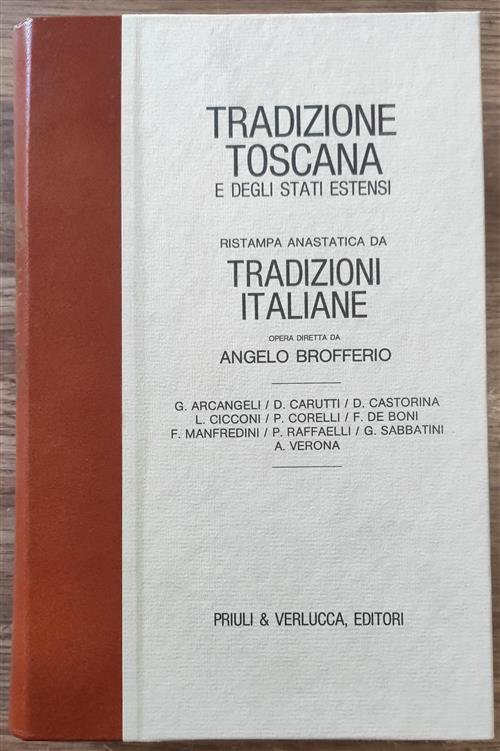 TRADIZIONE
TOSCANA
E DEGLI STATI ESTENSI
RISTAMPA ANASTATICA DA
TRADIZIONI
ITALIANE
OPERA DIRETTA DA
ANGELO BROFFERIO
G. ARCANGELI / D. CARUTTI / D. CASTORINA
L. CICCONI / P. CORELLI / F. DE BONI
F. MANFREDINI / P. RAFFAELLI / G. SABBATINI
A. VERONA
PRIULI & VERLUCCA, EDITORI